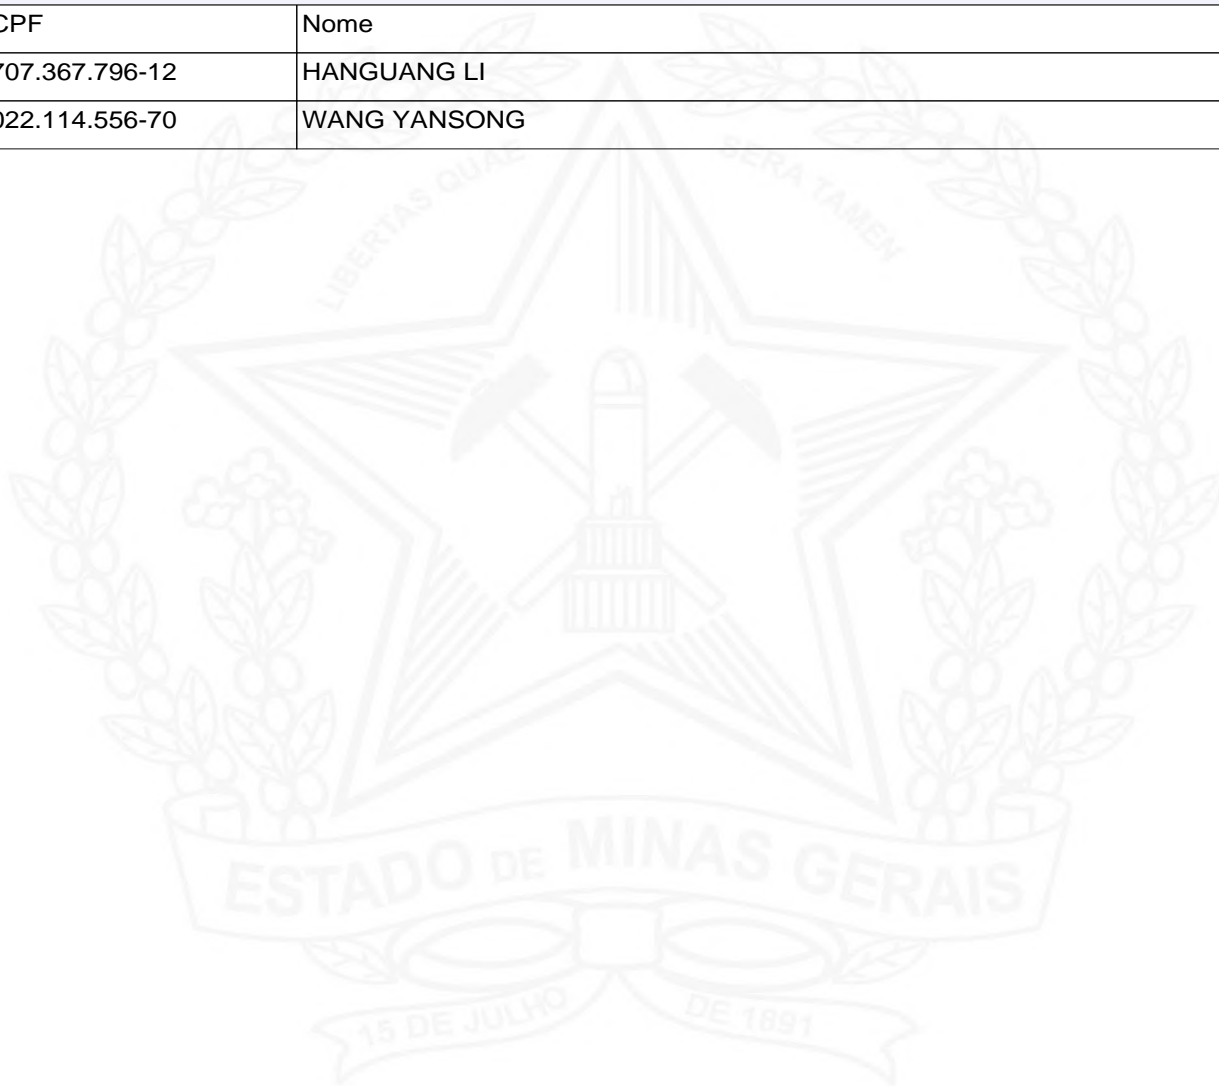 CPF Nome
707.367.796-12 HANGUANG LI
022.114.556-70 WANG YANSONG
LIBERTAS QUAE SERA TAMEN
ESTADO DE MINAS GERAIS
15 DE JULHO DE 1891